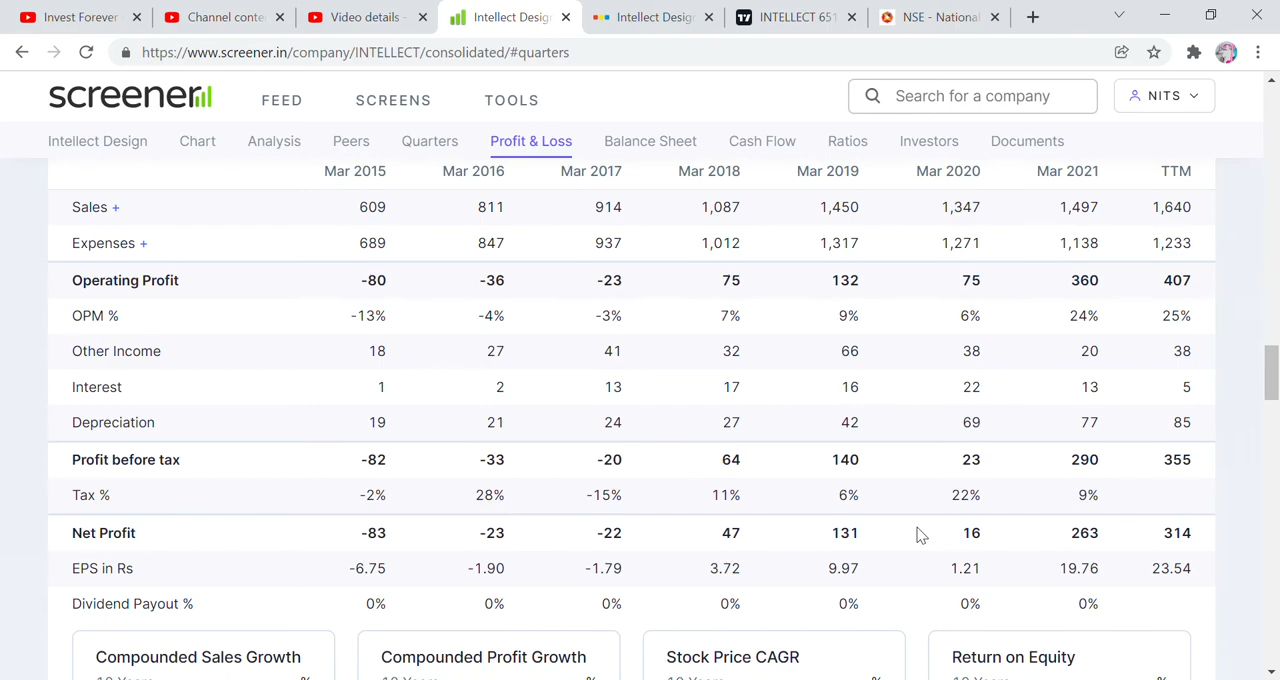 Invest Forever
Channel conte
Video details -
Intellect Desig
Intellect Desig
INTELLECT 651
NSE - National
https://www.screener.in/company/INTELLECT/consolidated/#quarters
screener
FEED SCREENS TOOLS
Search for a company
NITS
Intellect Design Chart Analysis Peers Quarters Profit & Loss Balance Sheet Cash Flow Ratios Investors Documents
Mar 2015 Mar 2016 Mar 2017 Mar 2018 Mar 2019 Mar 2020 Mar 2021 TTM
Sales + 609 811 914 1,087 1,450 1,347 1,497 1,640
Expenses + 689 847 937 1,012 1,317 1,271 1,138 1,233
Operating Profit -80 -36 -23 75 132 75 360 407
OPM % -13% -4% -3% 7% 9% 6% 24% 25%
Other Income 18 27 41 32 66 38 20 38
Interest 1 2 13 17 16 22 13 5
Depreciation 19 21 24 27 42 69 77 85
Profit before tax -82 -33 -20 64 140 23 290 355
Tax % -2% 28% -15% 11% 6% 22% 9%
Net Profit -83 -23 -22 47 131 16 263 314
EPS in Rs -6.75 -1.90 -1.79 3.72 9.97 1.21 19.76 23.54
Dividend Payout % 0% 0% 0% 0% 0% 0% 0%
Compounded Sales Growth Compounded Profit Growth Stock Price CAGR Return on Equity